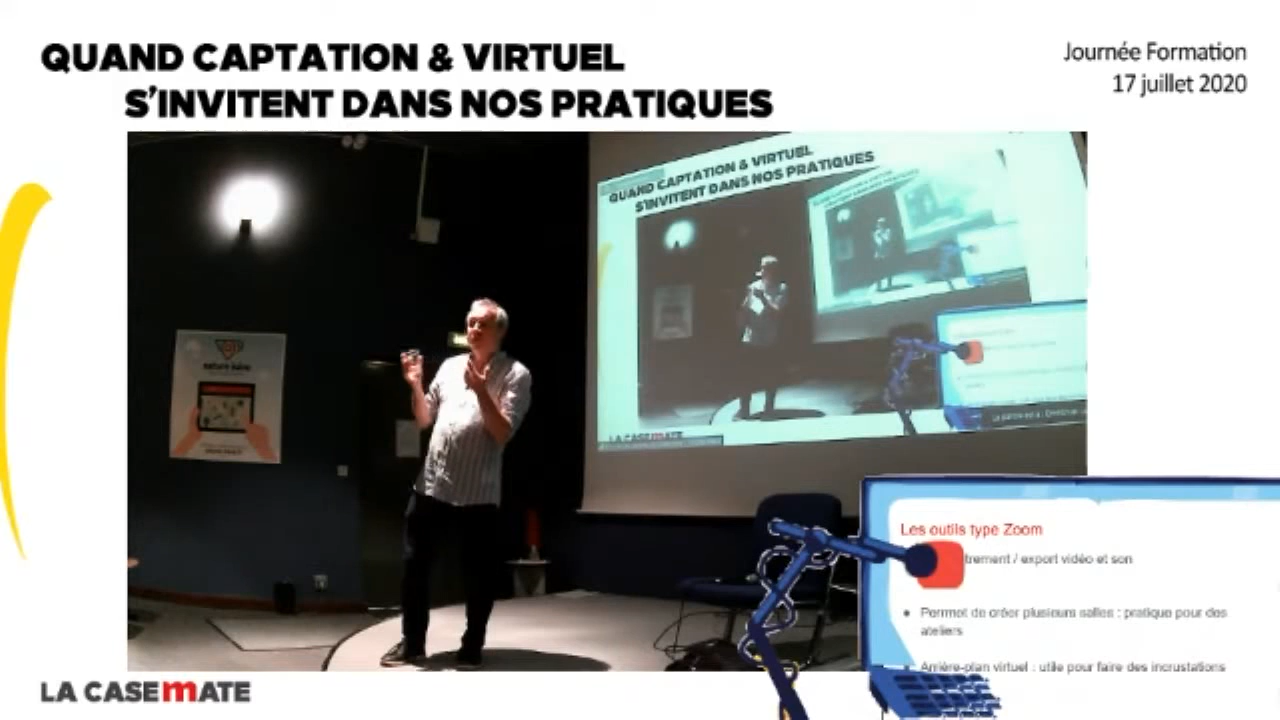 QUAND CAPTATION & VIRTUEL
S'INVITENT DANS NOS PRATIQUES
Journée Formation
17 juillet 2020
QUAND CAPTATION & VIRTUEL
S'INVITENT DANS NOS PRATIQUES
LA CASEMATE
Les outils type Zoom
trement / export vidéo et son
• Permet de créer plusieurs salles : pratique pour des
ateliers
• Arrière-plan virtuel : utile pour faire des incrustations
LA CASEMATE